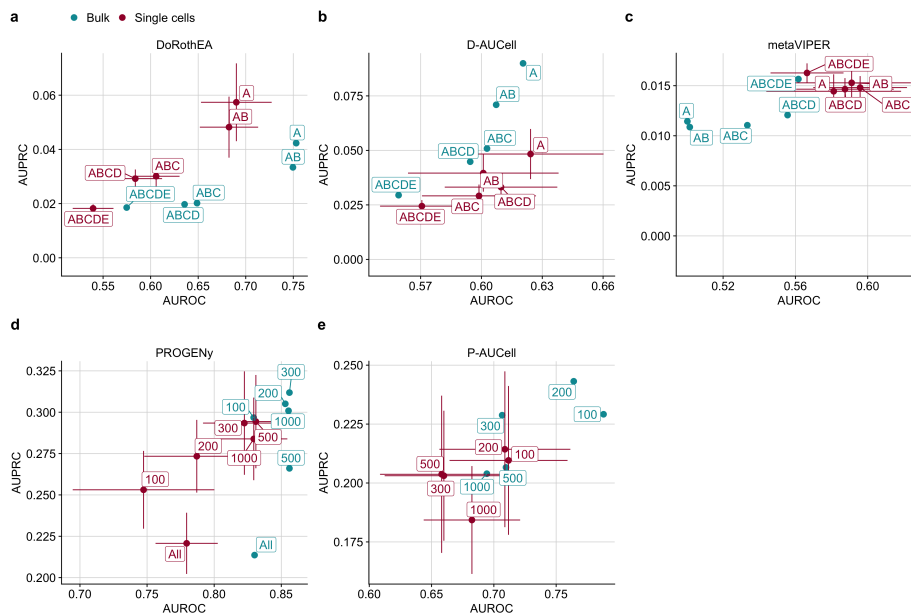 a
b
c
Bulk
Single cells
DoRothEA
D-AUCell
metaVIPER
AUPRC
0.06
0.04
0.02
0.00
A
AB
A
AB
ABCD
ABC
ABCDE
ABC
ABCDE
ABCD
0.55
0.60
0.65
0.70
0.75
AUROC
AUPRC
0.075
0.050
0.025
0.000
A
AB
ABC
A
ABCD
ABCDE
AB
ABCDE
ABC
ABCD
0.57
0.60
0.63
0.66
AUROC
AUPRC
0.015
0.010
0.005
0.000
ABCDE
ABCDE
A
AB
A
ABCD
ABCD
ABC
AB
ABC
0.52
0.56
0.60
AUROC
d
e
PROGENy
P-AUCell
AUPRC
0.325
0.300
0.275
0.250
0.225
0.200
300
200
100
1000
300
500
200
1000
500
100
All
All
0.70
0.75
0.80
0.85
AUROC
AUPRC
0.250
0.225
0.200
0.175
200
100
300
200
100
500
500
300
1000
1000
0.60
0.65
0.70
0.75
AUROC